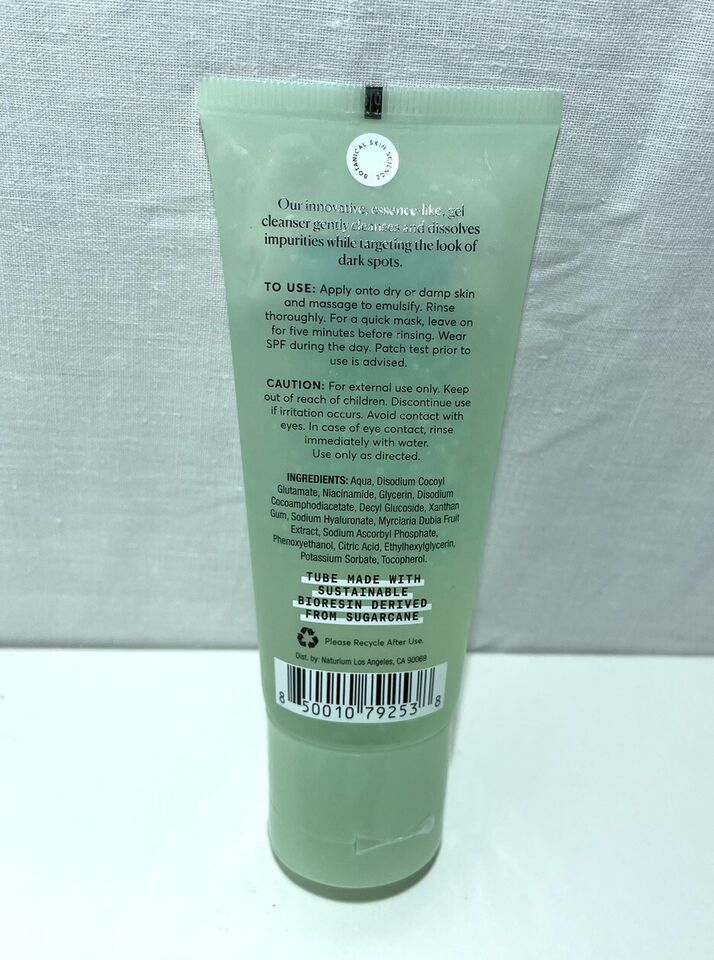 BOTANICAL SKIN SCIENCE
Our innovative, essence-like, gel
cleanser gently cleanses and dissolves
impurities while targeting the look of
dark spots.
TO USE: Apply onto dry or damp skin
and massage to emulsify. Rinse
thoroughly. For a quick mask, leave on
for five minutes before rinsing. Wear
SPF during the day. Patch test prior to
use is advised.
CAUTION: For external use only. Keep
out of reach of children. Discontinue use
if irritation occurs. Avoid contact with
eyes. In case of eye contact, rinse
immediately with water.
Use only as directed.
INGREDIENTS: Aqua, Disodium Cocoyl
Glutamate, Niacinamide, Glycerin, Disodium
Cocoamphodiacetate, Decyl Glucoside, Xanthan
Gum, Sodium Hyaluronate, Myrciaria Dubia Fruit
Extract, Sodium Ascorbyl Phosphate,
Phenoxyethanol, Citric Acid, Ethylhexylglycerin,
Potassium Sorbate, Tocopherol.
TUBE MADE WITH
SUSTAINABLE
BIORESIN DERIVED
FROM SUGARCANE
Please Recycle After Use.
Dist. by: Naturium Los Angeles, CA 90069
8 50010 79253 8